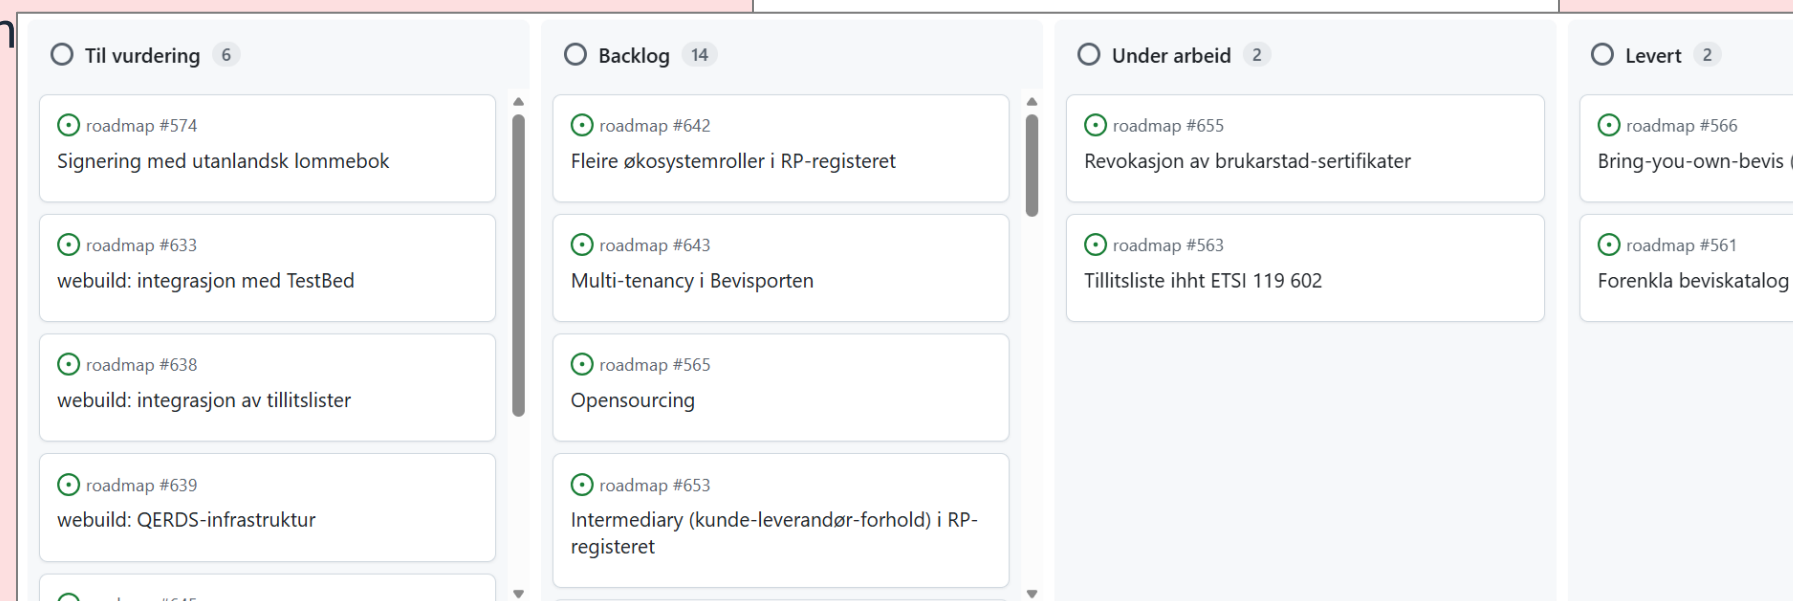 Til vurdering 6
roadmap #574
Signering med utanlandsk lommebok
roadmap #633
webuild: integrasjon med TestBed
roadmap #638
webuild: integrasjon av tillitslister
roadmap #639
webuild: QERDS-infrastruktur
Backlog 14
roadmap #642
Fleire økosystemroller i RP-registeret
roadmap #643
Multi-tenancy i Bevisporten
roadmap #565
Opensourcing
roadmap #653
Intermediary (kunde-leverandør-forhold) i RP-
registeret
Under arbeid 2
roadmap #655
Revokasjon av brukarstad-sertifikater
roadmap #563
Tillitsliste ihht ETSI 119 602
Levert 2
roadmap #566
Bring-you-own-bevis (
roadmap #561
Forenkla beviskatalog